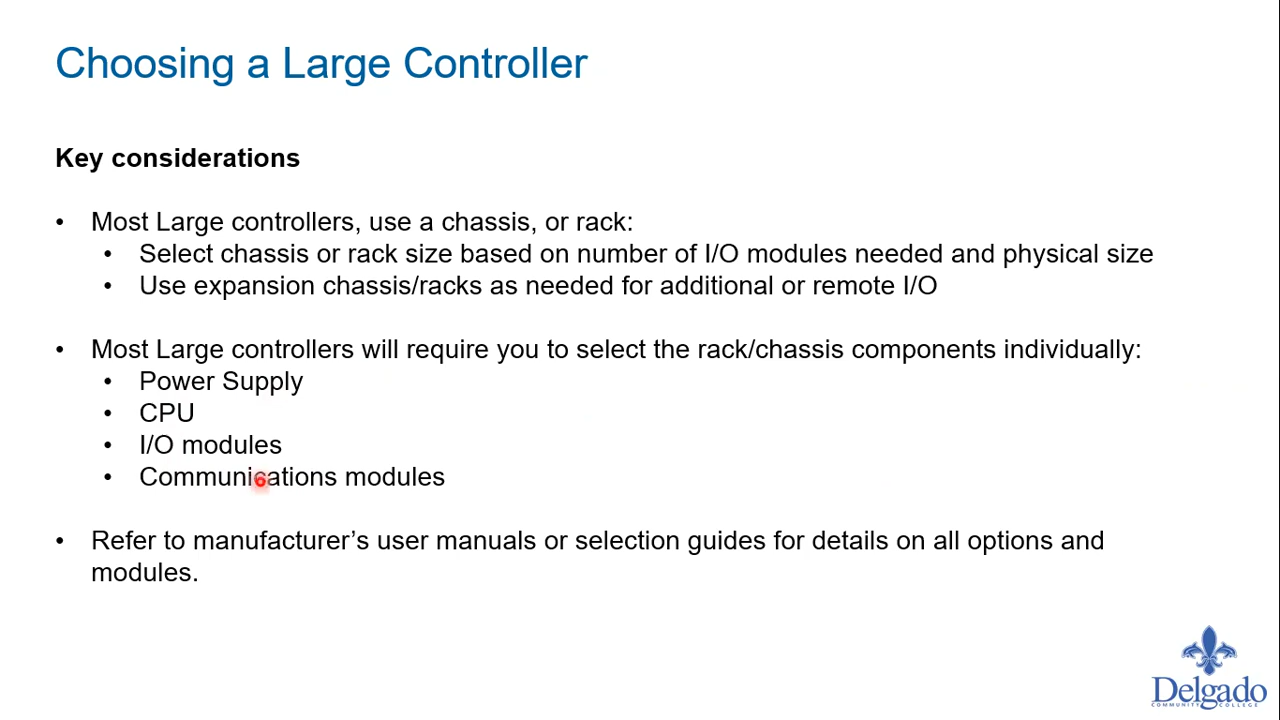 Choosing a Large Controller
Key considerations
• Most Large controllers, use a chassis, or rack:
• Select chassis or rack size based on number of I/O modules needed and physical size
• Use expansion chassis/racks as needed for additional or remote I/O
• Most Large controllers will require you to select the rack/chassis components individually:
• Power Supply
• CPU
• I/O modules
• Communications modules
• Refer to manufacturer’s user manuals or selection guides for details on all options and
modules.
Delgado
COMMUNITY COLLEGE